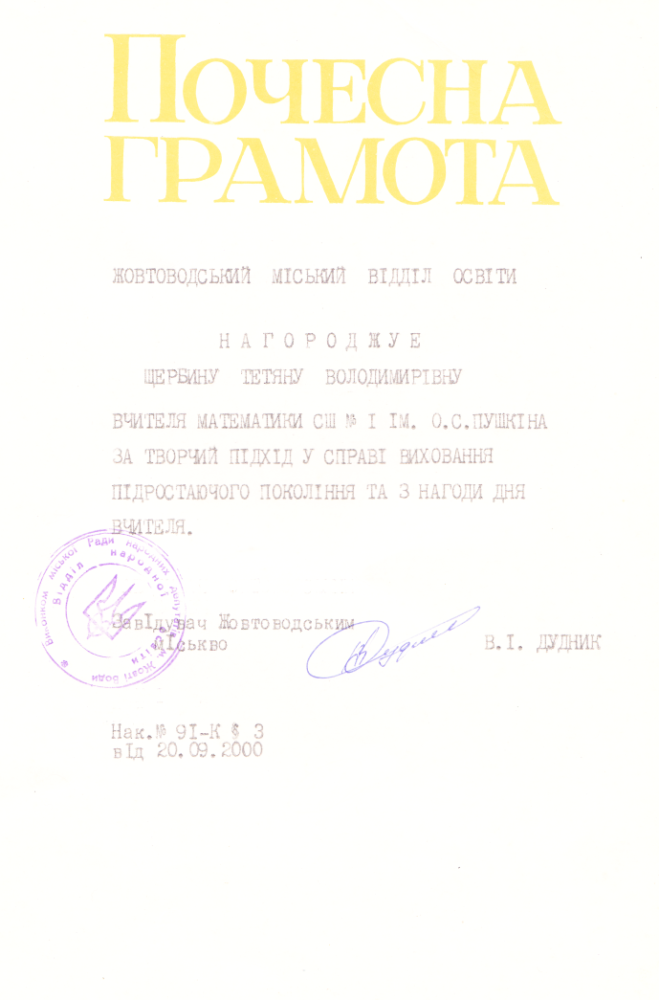 ПОЧЕСНА
ГРАМОТА
ЖОВТОВОДСЬКИЙ МІСЬКИЙ ВІДДІЛ ОСВІТИ
НАГОРОДЖУЕ
ЩЕРБИНУ ТЕТЯНУ ВОЛОДИМИРІВНУ
ВЧИТЕЛЯ МАТЕМАТИКИ СШ № І ІМ. О.С.ПУШКІНА
ЗА ТВОРЧИЙ ПІДХІД У СПРАВІ ВИХОВАННЯ
ПІДРОСТАЮЧОГО ПОКОЛІННЯ ТА З НАГОДИ ДНЯ
ВЧИТЕЛЯ.
Виконком міської Ради народних депутатів м Жовті Води
Відділ народної освіти
ЗавІдувач Жовтоводським
міськво
Дудник
В.І. ДУДНИК
Нак.№ 9І-К § 3
вІд 20.09.2000